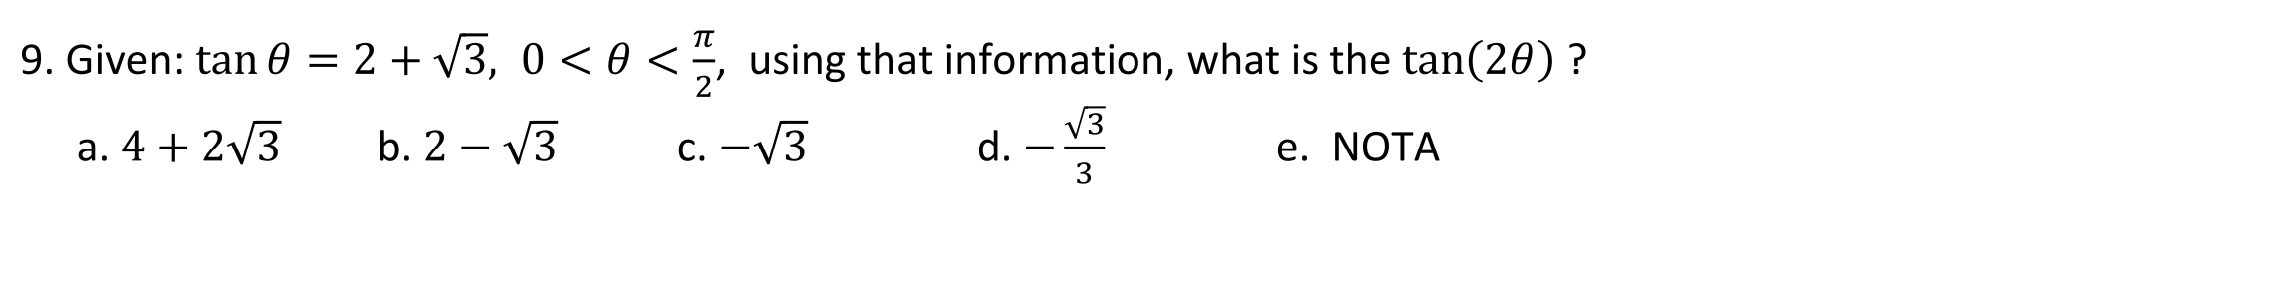 9. Given: tan θ = 2 + √3, 0 < θ < π/2, using that information, what is the tan(2θ) ?
a. 4 + 2√3 b. 2 − √3 c. −√3 d. −√3/3 e. NOTA